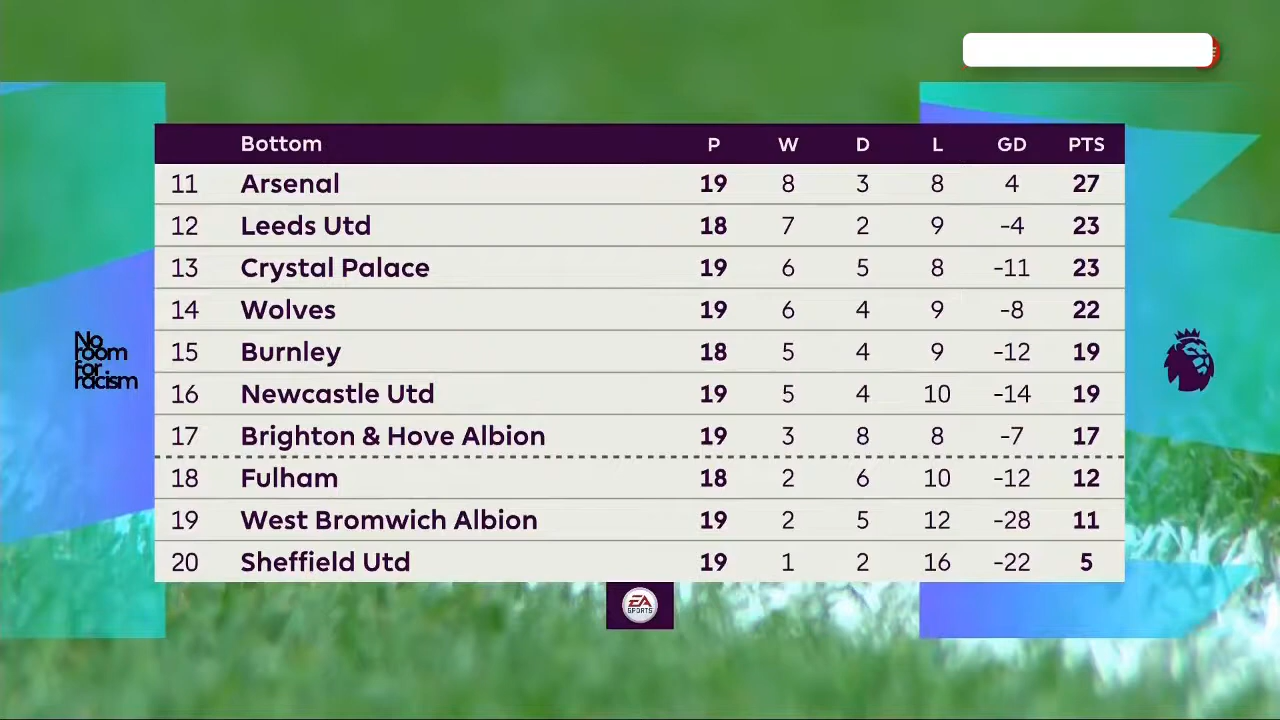 Bottom P W D L GD PTS
11 Arsenal 19 8 3 8 4 27
12 Leeds Utd 18 7 2 9 -4 23
13 Crystal Palace 19 6 5 8 -11 23
14 Wolves 19 6 4 9 -8 22
15 Burnley 18 5 4 9 -12 19
16 Newcastle Utd 19 5 4 10 -14 19
17 Brighton & Hove Albion 19 3 8 8 -7 17
18 Fulham 18 2 6 10 -12 12
19 West Bromwich Albion 19 2 5 12 -28 11
20 Sheffield Utd 19 1 2 16 -22 5
No
room
for
racism
EA
SPORTS